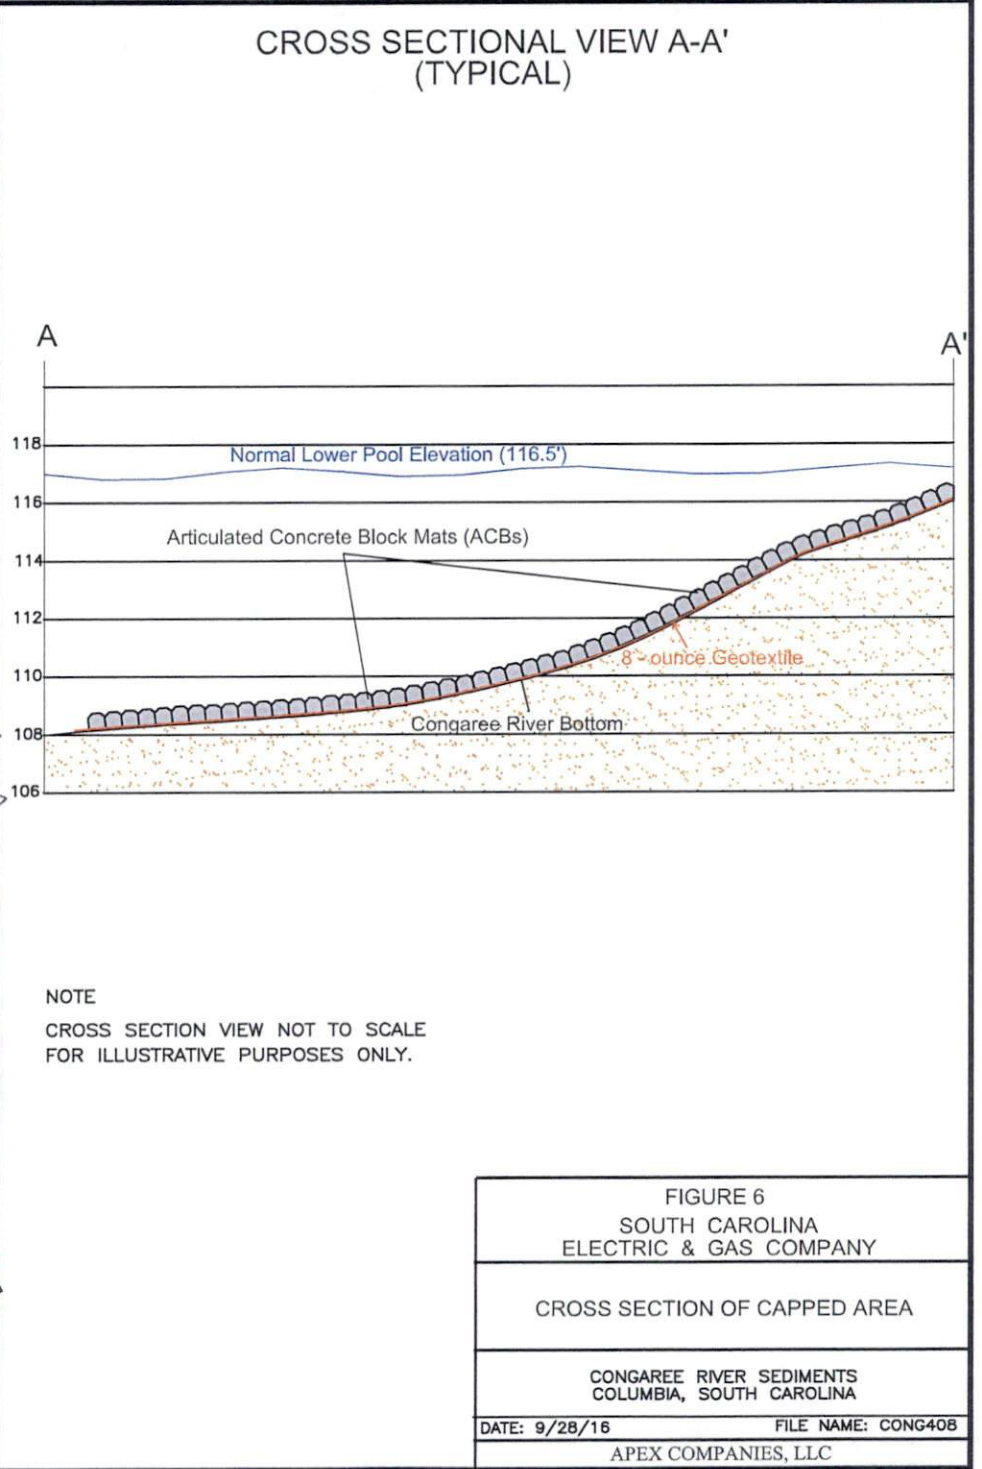 CROSS SECTIONAL VIEW A-A'
(TYPICAL)
A
A'
118
Normal Lower Pool Elevation (116.5')
116
Articulated Concrete Block Mats (ACBs)
114
112
8 - ounce Geotextile
110
Congaree River Bottom
108
106
NOTE
CROSS SECTION VIEW NOT TO SCALE
FOR ILLUSTRATIVE PURPOSES ONLY.
FIGURE 6
SOUTH CAROLINA
ELECTRIC & GAS COMPANY
CROSS SECTION OF CAPPED AREA
CONGAREE RIVER SEDIMENTS
COLUMBIA, SOUTH CAROLINA
DATE: 9/28/16
FILE NAME: CONG408
APEX COMPANIES, LLC